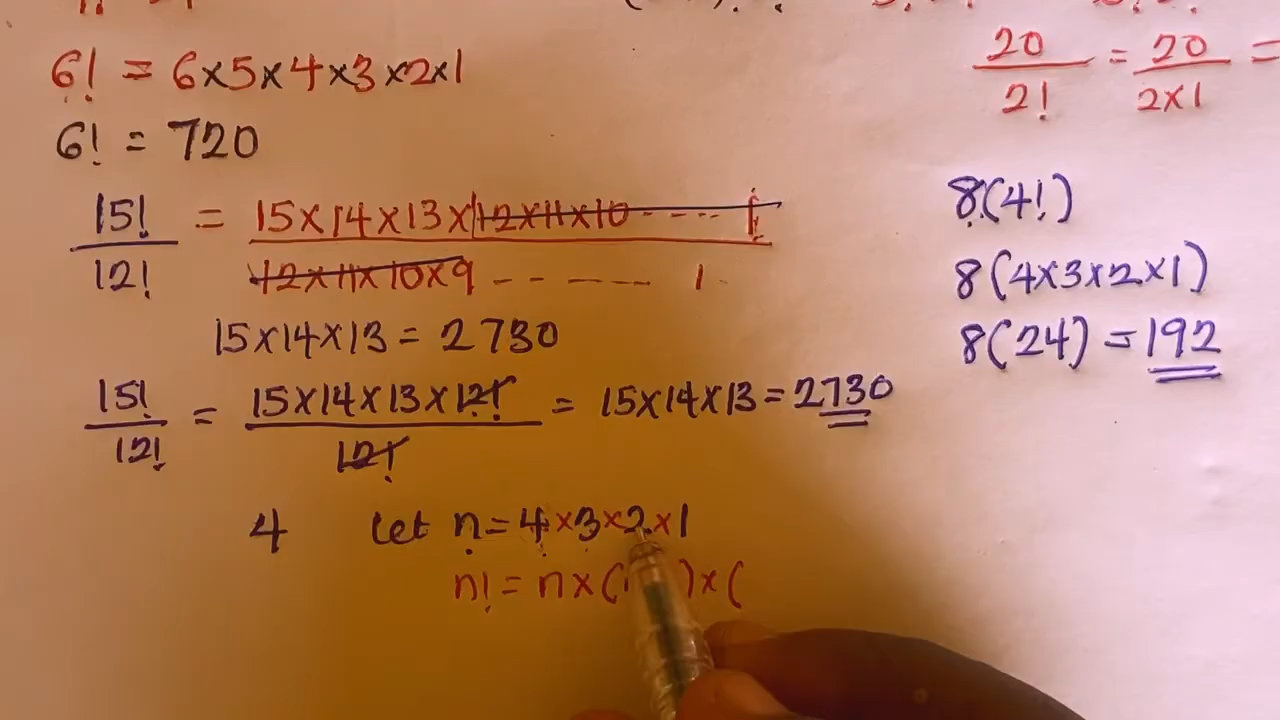 6! = 6×5×4×3×2×1
6! = 720
15!/12! = 15×14×13×12×11×10 - - - - 1 / 12×11×10×9 - - - - - 1
15×14×13 = 2730
15!/12! = 15×14×13×12! / 12! = 15×14×13 = 2730
4 Let n = 4×3×2×1
n! = n×( )×(
20/2! = 20/2×1 =
8(4!)
8(4×3×2×1)
8(24) = 192